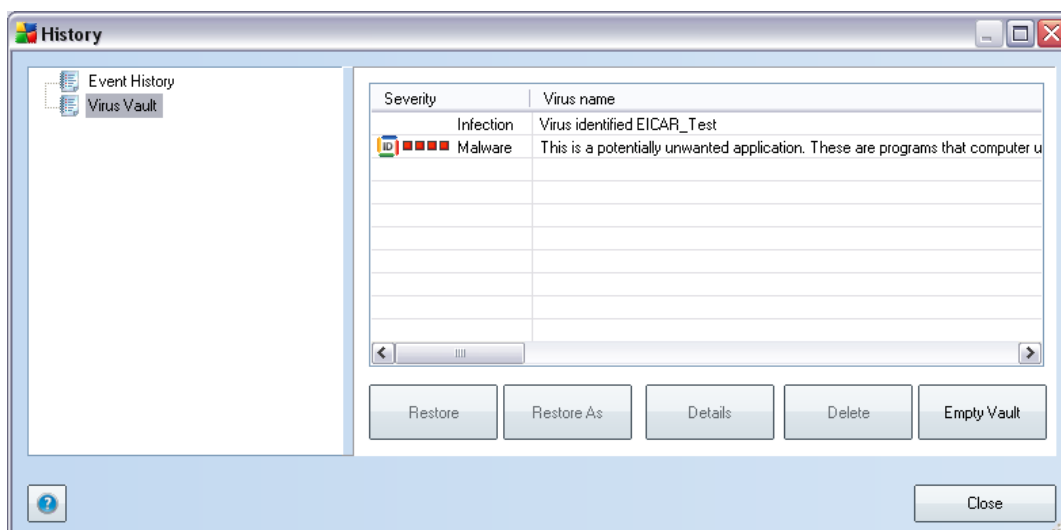 History
Event History
Virus Vault
Severity Virus name
Infection Virus identified EICAR_Test
ID Malware This is a potentially unwanted application. These are programs that computer u
Restore Restore As Details Delete Empty Vault
? Close